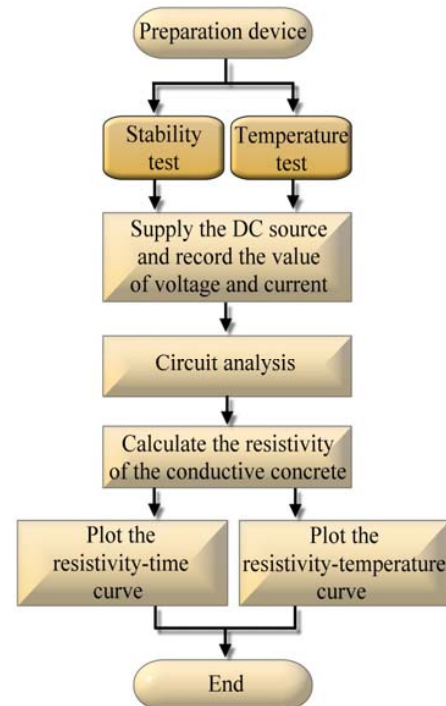 Preparation device
Stability
test
Temperature
test
Supply the DC source
and record the value
of voltage and current
Circuit analysis
Calculate the resistivity
of the conductive concrete
Plot the
resistivity-time
curve
Plot the
resistivity-temperature
curve
End